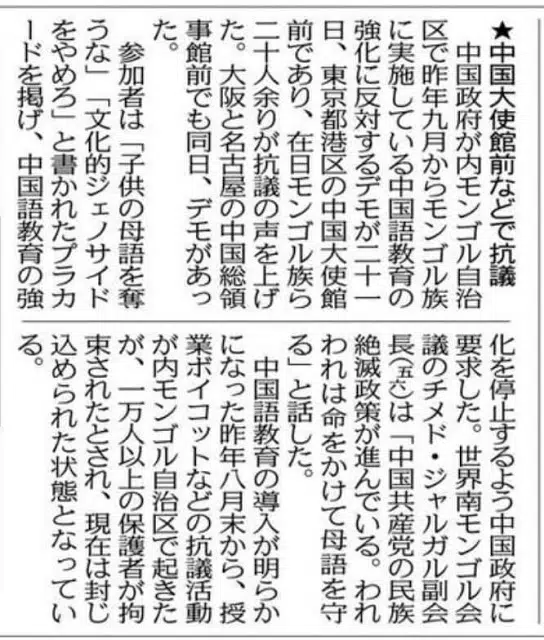 ★中国大使館前などで抗議
　中国政府が内モンゴル自治
区で昨年九月からモンゴル族
に実施している中国語教育の
強化に反対するデモが二十一
日、東京都港区の中国大使館
前であり、在日モンゴル族ら
二十人余りが抗議の声を上げ
た。大阪と名古屋の中国総領
事館前でも同日、デモがあっ
た。
　参加者は「子供の母語を奪
うな」「文化的ジェノサイド
をやめろ」と書かれたプラカ
ードを掲げ、中国語教育の強
化を停止するよう中国政府に
要求した。世界南モンゴル会
議のチメド・ジャルガル副会
長（五六）は「中国共産党の民族
絶滅政策が進んでいる。われ
われは命をかけて母語を守
る」と話した。
　中国語教育の導入が明らか
になった昨年八月末から、授
業ボイコットなどの抗議活動
が内モンゴル自治区で起きた
が、一万人以上の保護者が拘
束されたとされ、現在は封じ
込められた状態となってい
る。